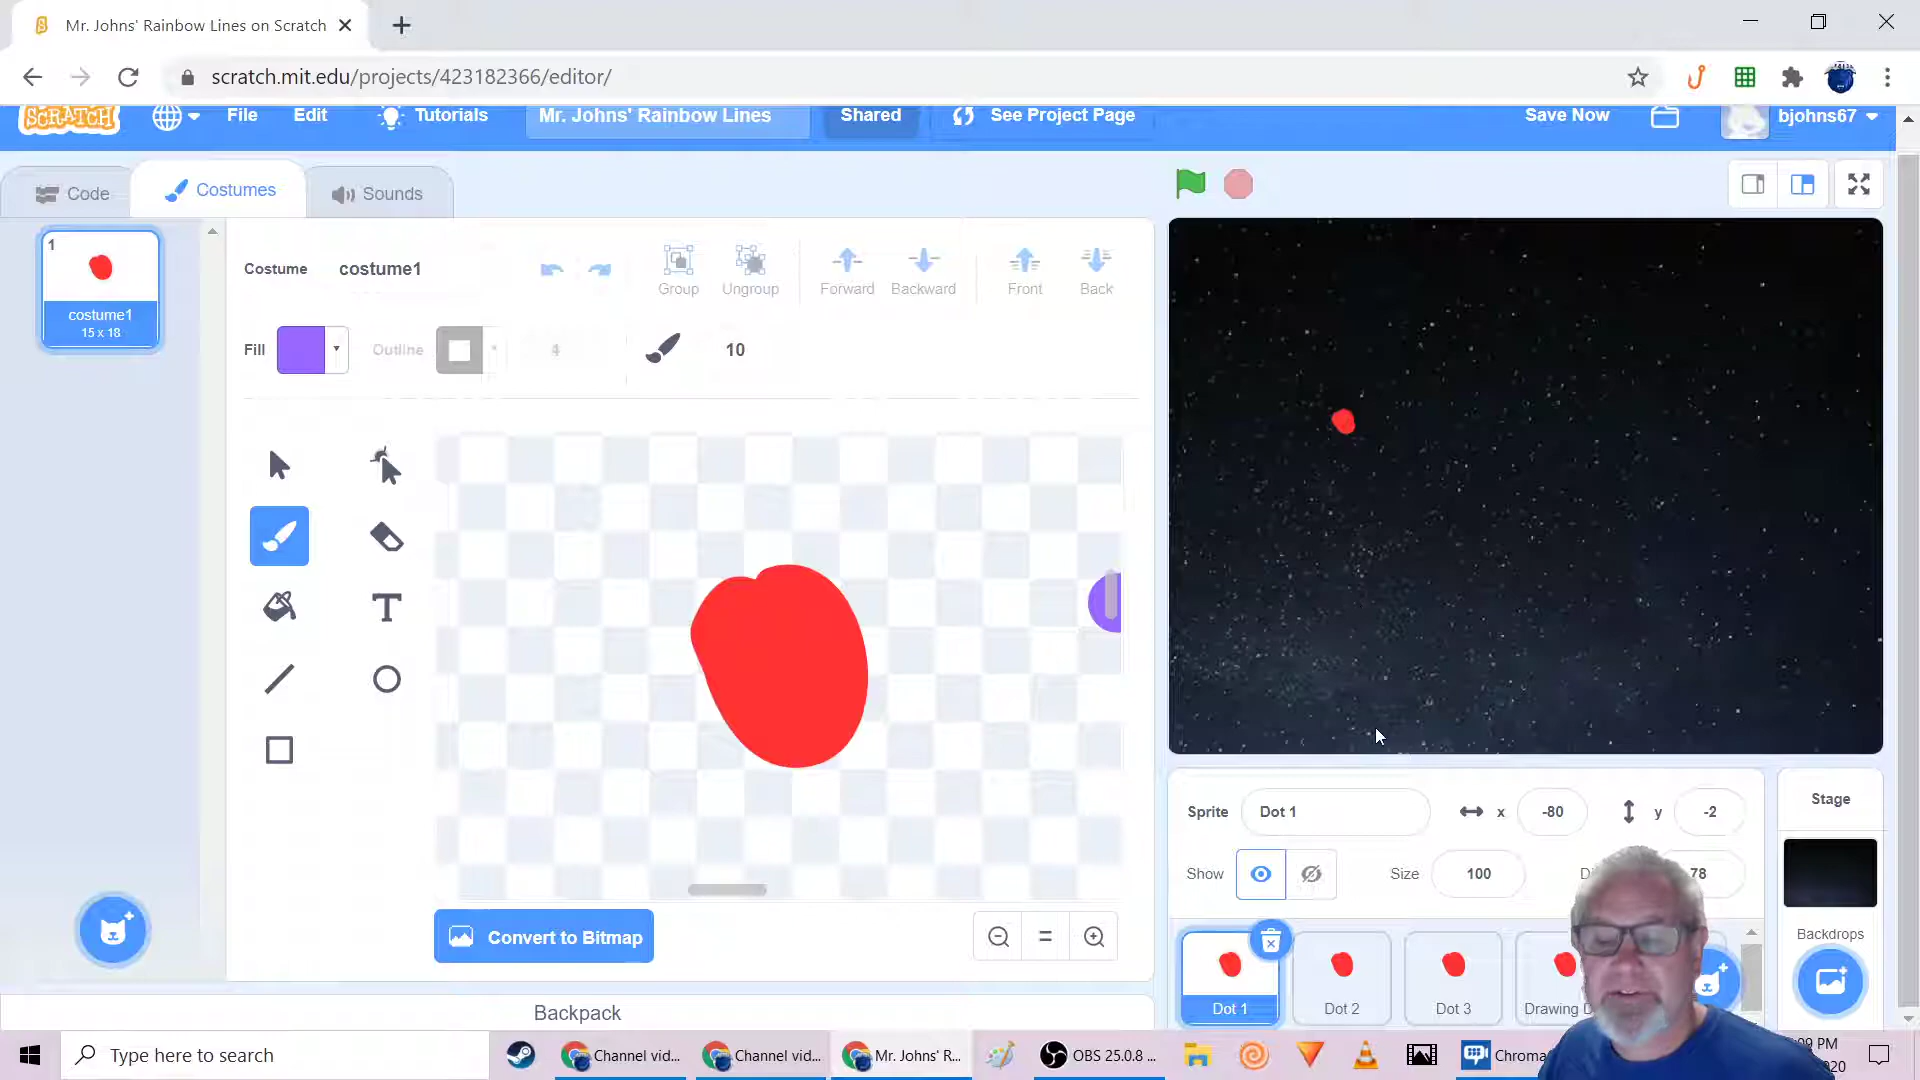 Mr. Johns' Rainbow Lines on Scratch
scratch.mit.edu/projects/423182366/editor/
SCRATCH
File
Edit
Tutorials
Mr. Johns' Rainbow Lines
Shared
See Project Page
Save Now
bjohns67
Code
Costumes
Sounds
1
costume1
15 x 18
Costume
costume1
Group
Ungroup
Forward
Backward
Front
Back
Fill
Outline
4
10
T
Convert to Bitmap
Backpack
Sprite
Dot 1
x
-80
y
-2
Show
Size
100
78
Stage
Backdrops
Dot 1
Dot 2
Dot 3
Drawing
Type here to search
Channel vid...
Channel vid...
Mr. Johns' R...
OBS 25.0.8 ...
Chroma
09 PM
020